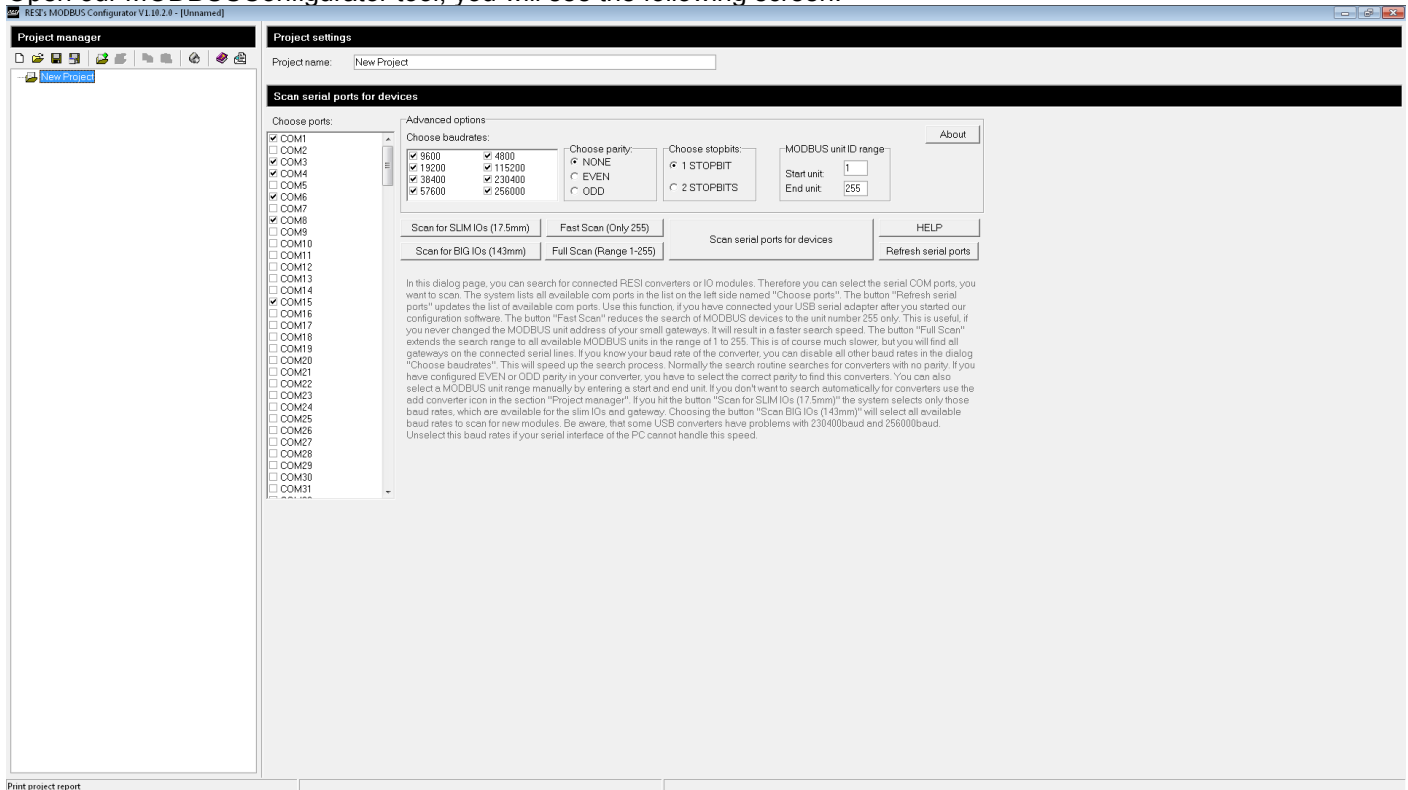 Open our MODBUSConfigurator tool, you will see the following screen:
RESI's MODBUS Configurator V1.10.2.0 - [Unnamed]
Project manager
Project settings
New Project
Project name: New Project
Scan serial ports for devices
Choose ports:
COM1
COM2
COM3
COM4
COM5
COM6
COM7
COM8
COM9
COM10
COM11
COM12
COM13
COM14
COM15
COM16
COM17
COM18
COM19
COM20
COM21
COM22
COM23
COM24
COM25
COM26
COM27
COM28
COM29
COM30
COM31
Advanced options
Choose baudrates:
9600 4800
19200 115200
38400 230400
57600 256000
Choose parity:
NONE
EVEN
ODD
Choose stopbits:
1 STOPBIT
2 STOPBITS
MODBUS unit ID range
Start unit: 1
End unit: 255
About
Scan for SLIM IOs (17.5mm)
Fast Scan (Only 255)
Scan serial ports for devices
HELP
Scan for BIG IOs (143mm)
Full Scan (Range 1-255)
Refresh serial ports
In this dialog page, you can search for connected RESI converters or IO modules. Therefore you can select the serial COM ports, you
want to scan. The system lists all available com ports in the list on the left side named "Choose ports". The button "Refresh serial
ports" updates the list of available com ports. Use this function, if you have connected your USB serial adapter after you started our
configuration software. The button "Fast Scan" reduces the search of MODBUS devices to the unit number 255 only. This is useful, if
you never changed the MODBUS unit address of your small gateways. It will result in a faster search speed. The button "Full Scan"
extends the search range to all available MODBUS units in the range of 1 to 255. This is of course much slower, but you will find all
gateways on the connected serial lines. If you know your baud rate of the converter, you can disable all other baud rates in the dialog
"Choose baudrates". This will speed up the search process. Normally the search routine searches for converters with no parity. If you
have configured EVEN or ODD parity in your converter, you have to select the correct parity to find this converters. You can also
select a MODBUS unit range manually by entering a start and end unit. If you don't want to search automatically for converters use the
add converter icon in the section "Project manager". If you hit the button "Scan for SLIM IOs (17.5mm)" the system selects only those
baud rates, which are available for the slim IOs and gateway. Choosing the button "Scan BIG IOs (143mm)" will select all available
baud rates to scan for new modules. Be aware, that some USB converters have problems with 230400baud and 256000baud.
Unselect this baud rates if your serial interface of the PC cannot handle this speed.
Print project report